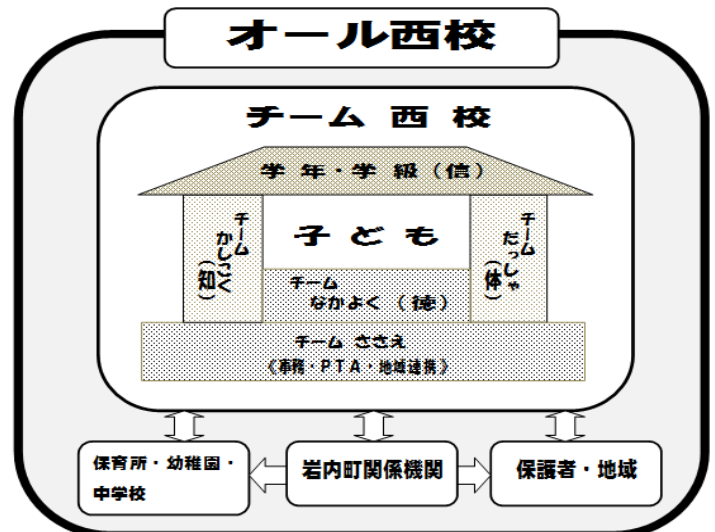 オール西校
チーム 西 校
学 年・学 級（信）
チーム
かしこく
（知）
子 ど も
チーム
だっしゃ
（体）
チーム
なかよく（徳）
チーム ささえ
《事務・ＰＴＡ・地域連携》
保育所・幼稚園・
中学校
岩内町関係機関
保護者・地域